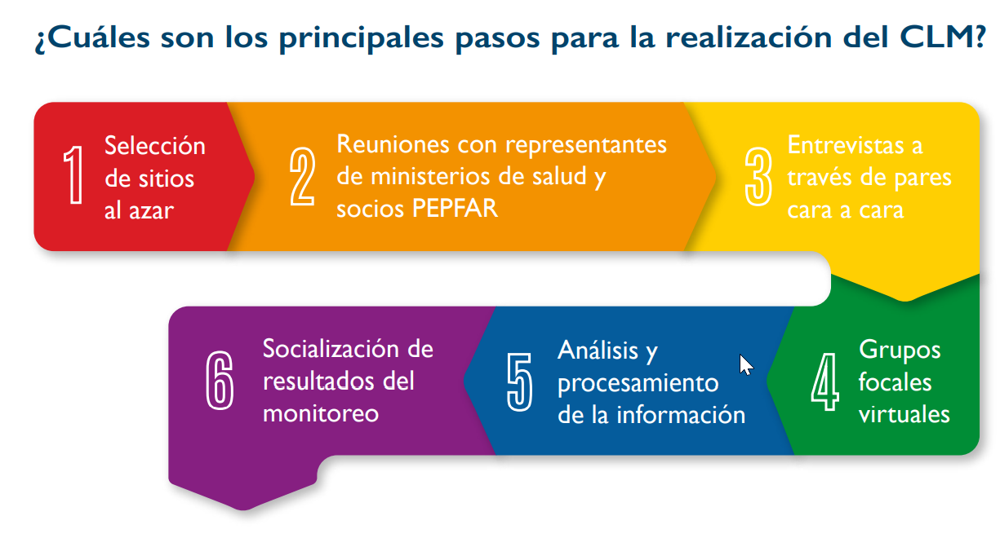 ¿Cuáles son los principales pasos para la realización del CLM?
1
Selección
de sitios
al azar
2
Reuniones con representantes
de ministerios de salud y
socios PEPFAR
3
Entrevistas a
través de pares
cara a cara
4
Grupos
focales
virtuales
5
Análisis y
procesamiento
de la información
6
Socialización de
resultados del
monitoreo